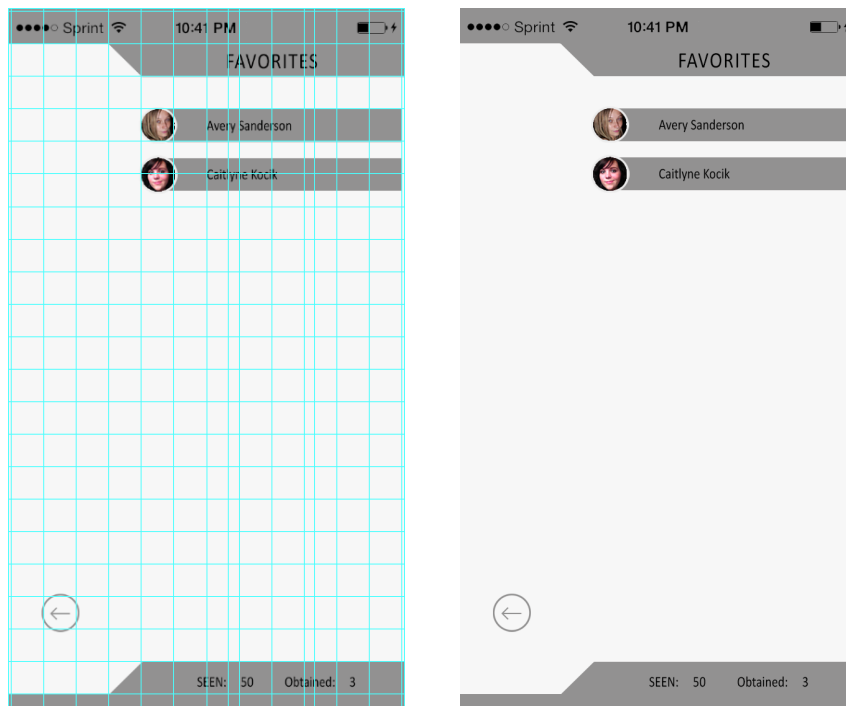 Sprint 10:41 PM
FAVORITES
Avery Sanderson
Caitlyne Kocik
SEEN: 50 Obtained: 3
Sprint 10:41 PM
FAVORITES
Avery Sanderson
Caitlyne Kocik
SEEN: 50 Obtained: 3